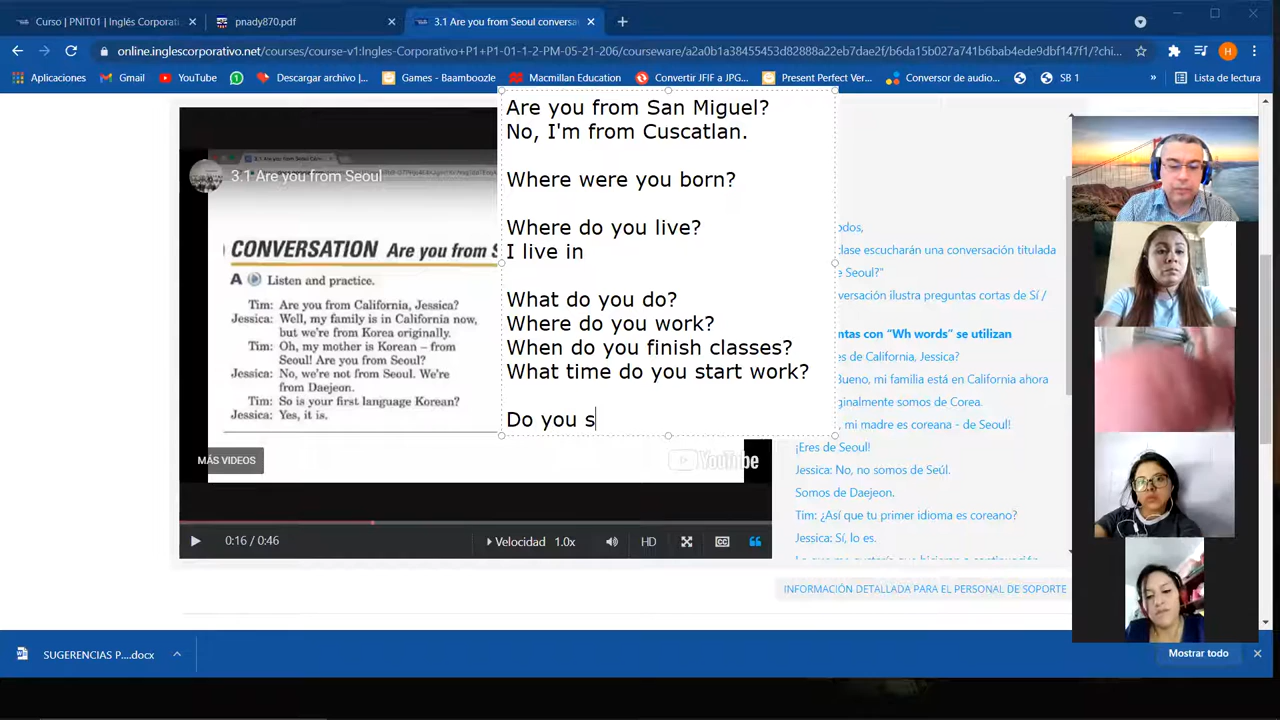 Curso | PNIT01 | Inglés Corporati
pnady870.pdf
3.1 Are you from Seoul conversa
online.inglescorporativo.net/courses/course-v1:Ingles-Corporativo+P1+P1-01-1-2-PM-05-21-206/courseware/a2a0b1a38455453d82888a22eb7dae2f/b6da15b027a741b6bab4ede9dbf147f1/?chi...
H
Aplicaciones
Gmail
YouTube
Descargar archivo |...
Games - Baamboozle
Macmillan Education
Convertir JFIF a JPG...
Present Perfect Ver...
Conversor de audio...
SB 1
»
Lista de lectura
3.1 Are you from Seoul
CONVERSATION Are you from S
A Listen and practice.
Tim: Are you from California, Jessica?
Jessica: Well, my family is in California now,
but we're from Korea originally.
Tim: Oh, my mother is Korean – from
Seoul! Are you from Seoul?
Jessica: No, we're not from Seoul. We're
from Daejeon.
Tim: So is your first language Korean?
Jessica: Yes, it is.
MÁS VIDEOS
YouTube
0:16 / 0:46
Velocidad 1.0x
HD
Are you from San Miguel?
No, I'm from Cuscatlan.
Where were you born?
Where do you live?
I live in
What do you do?
Where do you work?
When do you finish classes?
What time do you start work?
Do you s
odos,
clase escucharán una conversación titulada
Seoul?"
versación ilustra preguntas cortas de Sí /
ntas con “Wh words” se utilizan
es de California, Jessica?
Bueno, mi familia está en California ahora
ginalmente somos de Corea.
, mi madre es coreana - de Seoul!
¡Eres de Seoul!
Jessica: No, no somos de Seúl.
Somos de Daejeon.
Tim: ¿Así que tu primer idioma es coreano?
Jessica: Sí, lo es.
INFORMACIÓN DETALLADA PARA EL PERSONAL DE SOPORTE
SUGERENCIAS P....docx
Mostrar todo